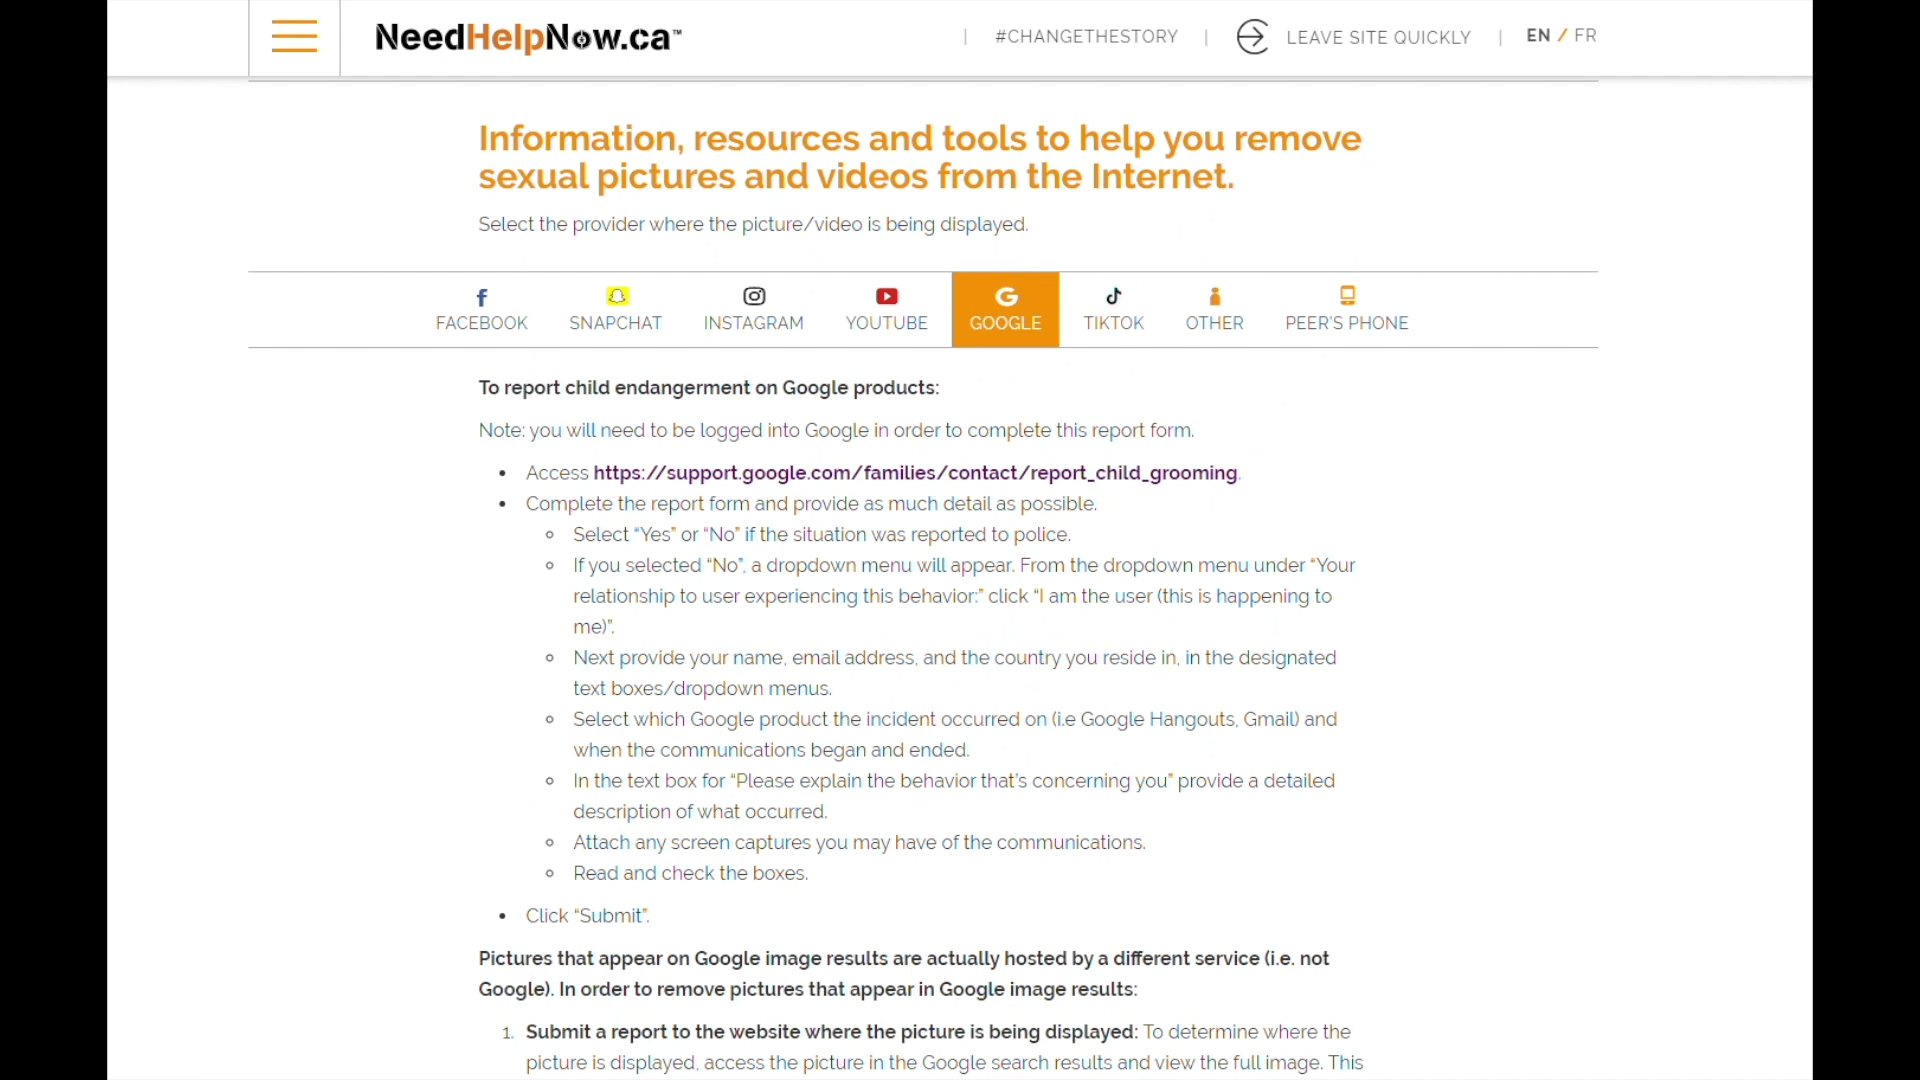 NeedHelpNow.ca™
| #CHANGETHESTORY | LEAVE SITE QUICKLY | EN / FR
Information, resources and tools to help you remove
sexual pictures and videos from the Internet.
Select the provider where the picture/video is being displayed.
FACEBOOK SNAPCHAT INSTAGRAM YOUTUBE GOOGLE TIKTOK OTHER PEER'S PHONE
To report child endangerment on Google products:
Note: you will need to be logged into Google in order to complete this report form.
• Access https://support.google.com/families/contact/report_child_grooming.
• Complete the report form and provide as much detail as possible.
◦ Select “Yes” or “No” if the situation was reported to police.
◦ If you selected “No”, a dropdown menu will appear. From the dropdown menu under “Your
relationship to user experiencing this behavior:” click “I am the user (this is happening to
me)”.
◦ Next provide your name, email address, and the country you reside in, in the designated
text boxes/dropdown menus.
◦ Select which Google product the incident occurred on (i.e Google Hangouts, Gmail) and
when the communications began and ended.
◦ In the text box for “Please explain the behavior that's concerning you” provide a detailed
description of what occurred.
◦ Attach any screen captures you may have of the communications.
◦ Read and check the boxes.
• Click “Submit”.
Pictures that appear on Google image results are actually hosted by a different service (i.e. not
Google). In order to remove pictures that appear in Google image results:
1. Submit a report to the website where the picture is being displayed: To determine where the
picture is displayed, access the picture in the Google search results and view the full image. This